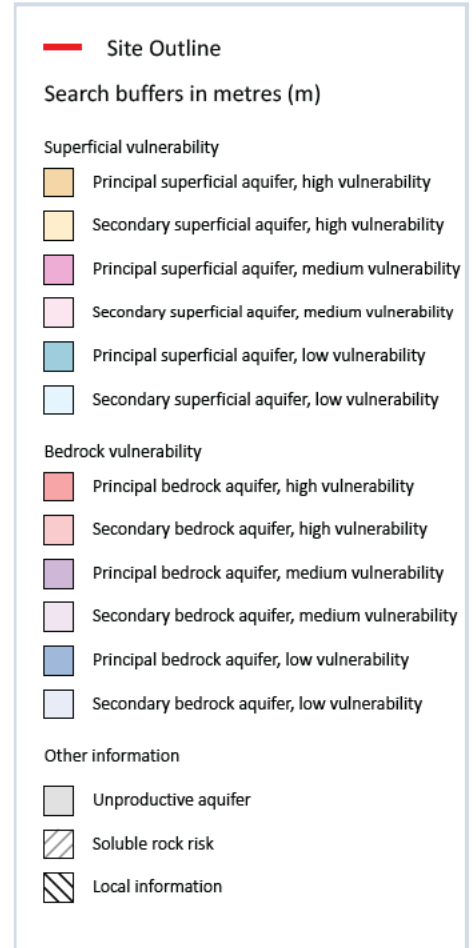 Site Outline
Search buffers in metres (m)
Superficial vulnerability
Principal superficial aquifer, high vulnerability
Secondary superficial aquifer, high vulnerability
Principal superficial aquifer, medium vulnerability
Secondary superficial aquifer, medium vulnerability
Principal superficial aquifer, low vulnerability
Secondary superficial aquifer, low vulnerability
Bedrock vulnerability
Principal bedrock aquifer, high vulnerability
Secondary bedrock aquifer, high vulnerability
Principal bedrock aquifer, medium vulnerability
Secondary bedrock aquifer, medium vulnerability
Principal bedrock aquifer, low vulnerability
Secondary bedrock aquifer, low vulnerability
Other information
Unproductive aquifer
Soluble rock risk
Local information